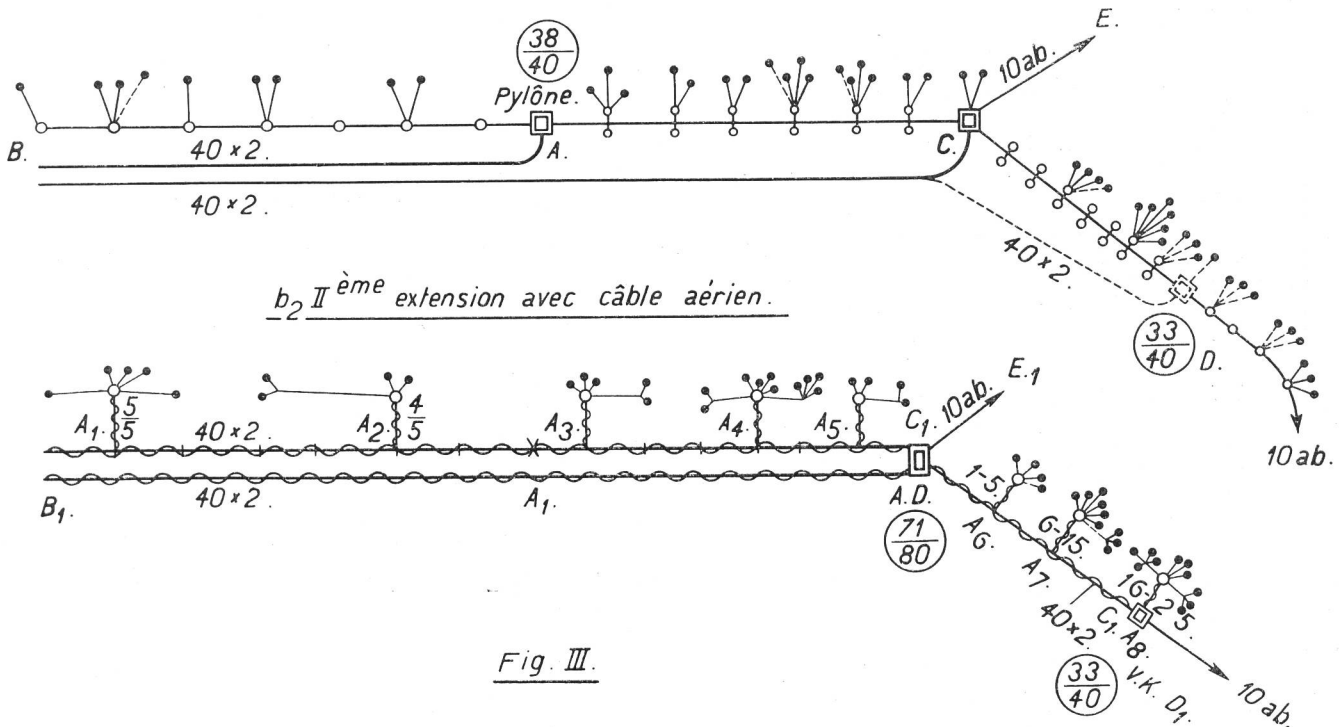 E.
10ab.
38
40
Pylône.
B.
40×2.
A.
C.
40×2.
40×2.
b2 IIème extension avec câble aérien.
33
40
D.
10ab.
E.1
10ab.
C1.
A1.
5
5
40×2.
A2.
4
5
A3.
A4.
A5.
B1.
40×2.
A1.
A.D.
71
80
1-5.
A6.
6-15.
A7.
16-25.
40×2.
C1. A8.
V.K. D1.
33
40
10ab.
Fig. III.